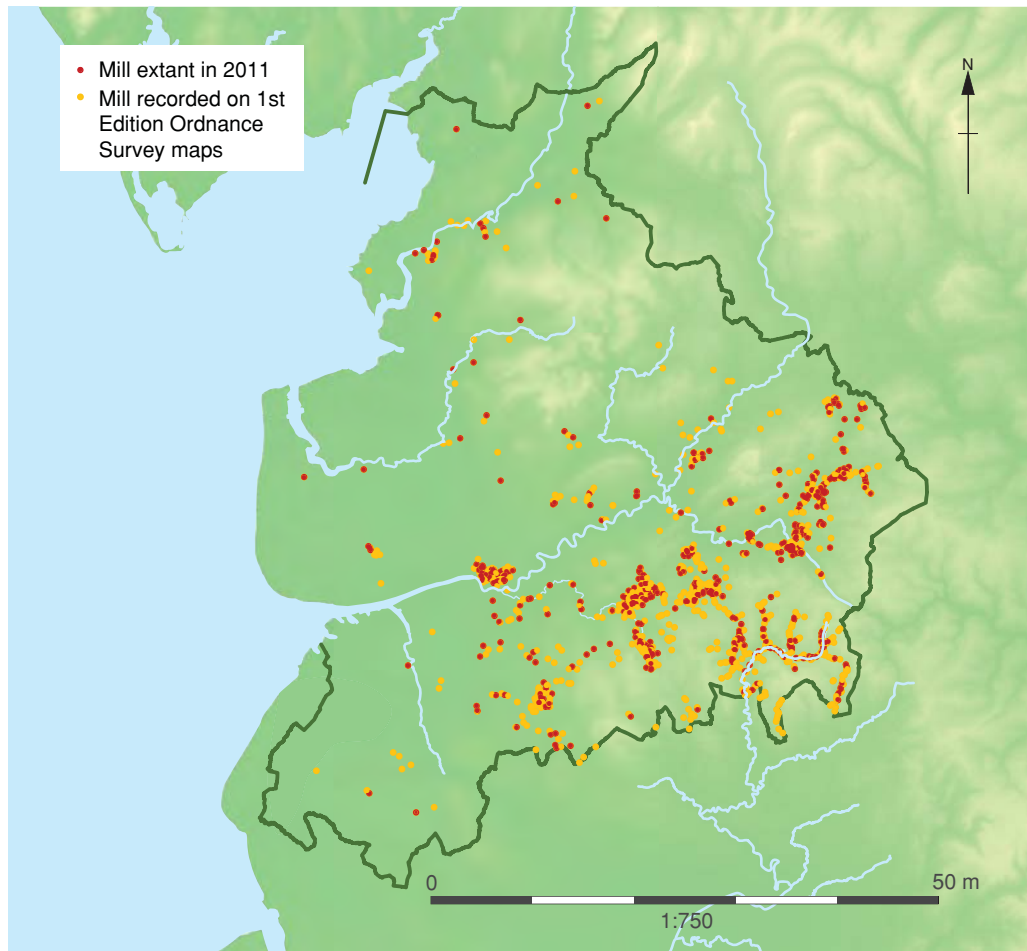 Mill extant in 2011
Mill recorded on 1st
Edition Ordnance
Survey maps
N
0
50 m
1:750